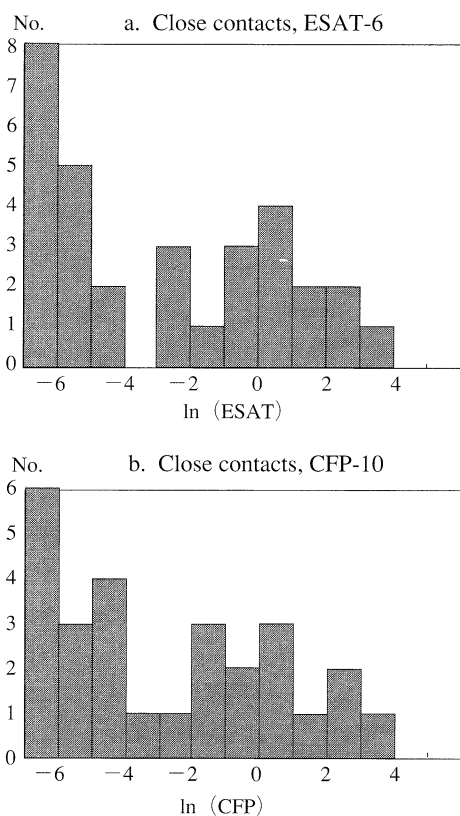 No. a. Close contacts, ESAT-6
8
7
6
5
4
3
2
1
0
−6 −4 −2 0 2 4
ln (ESAT)
No. b. Close contacts, CFP-10
6
5
4
3
2
1
0
−6 −4 −2 0 2 4
ln (CFP)